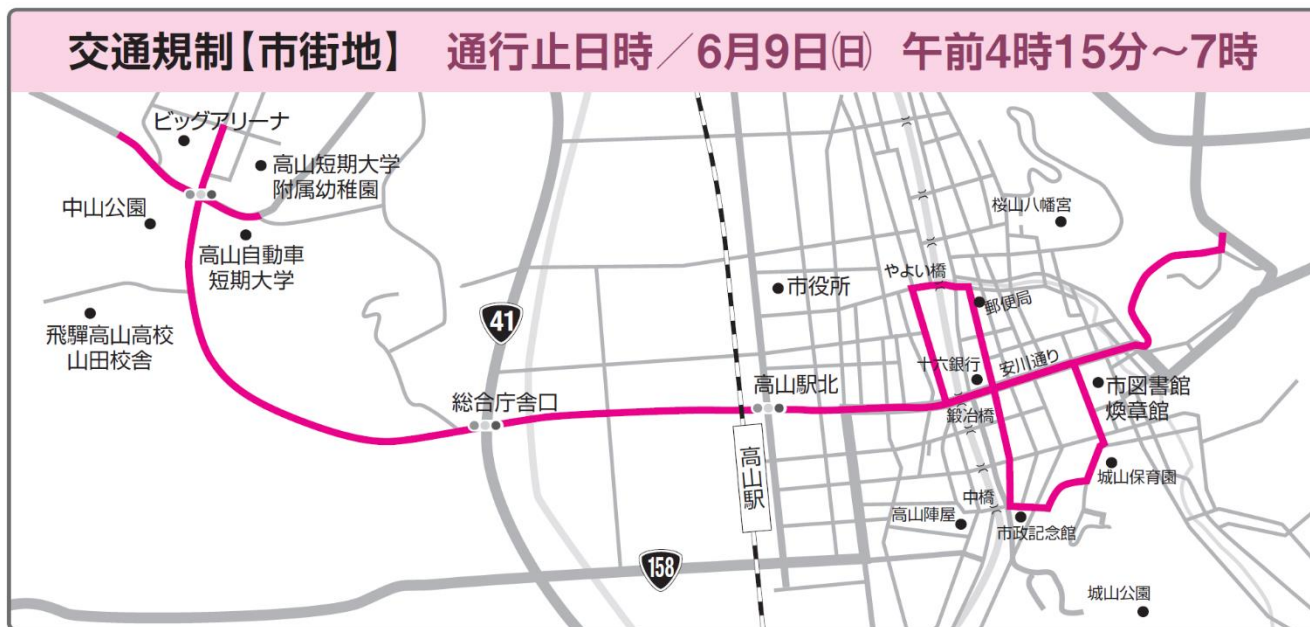 交通規制【市街地】 通行止日時／6月9日(日) 午前4時15分～7時
ビッグアリーナ
高山短期大学
附属幼稚園
中山公園
高山自動車
短期大学
飛驒高山高校
山田校舎
41
総合庁舎口
市役所
高山駅北
高山駅
158
桜山八幡宮
やよい橋
郵便局
十六銀行
安川通り
鍛冶橋
市図書館
煥章館
城山保育園
中橋
高山陣屋
市政記念館
城山公園